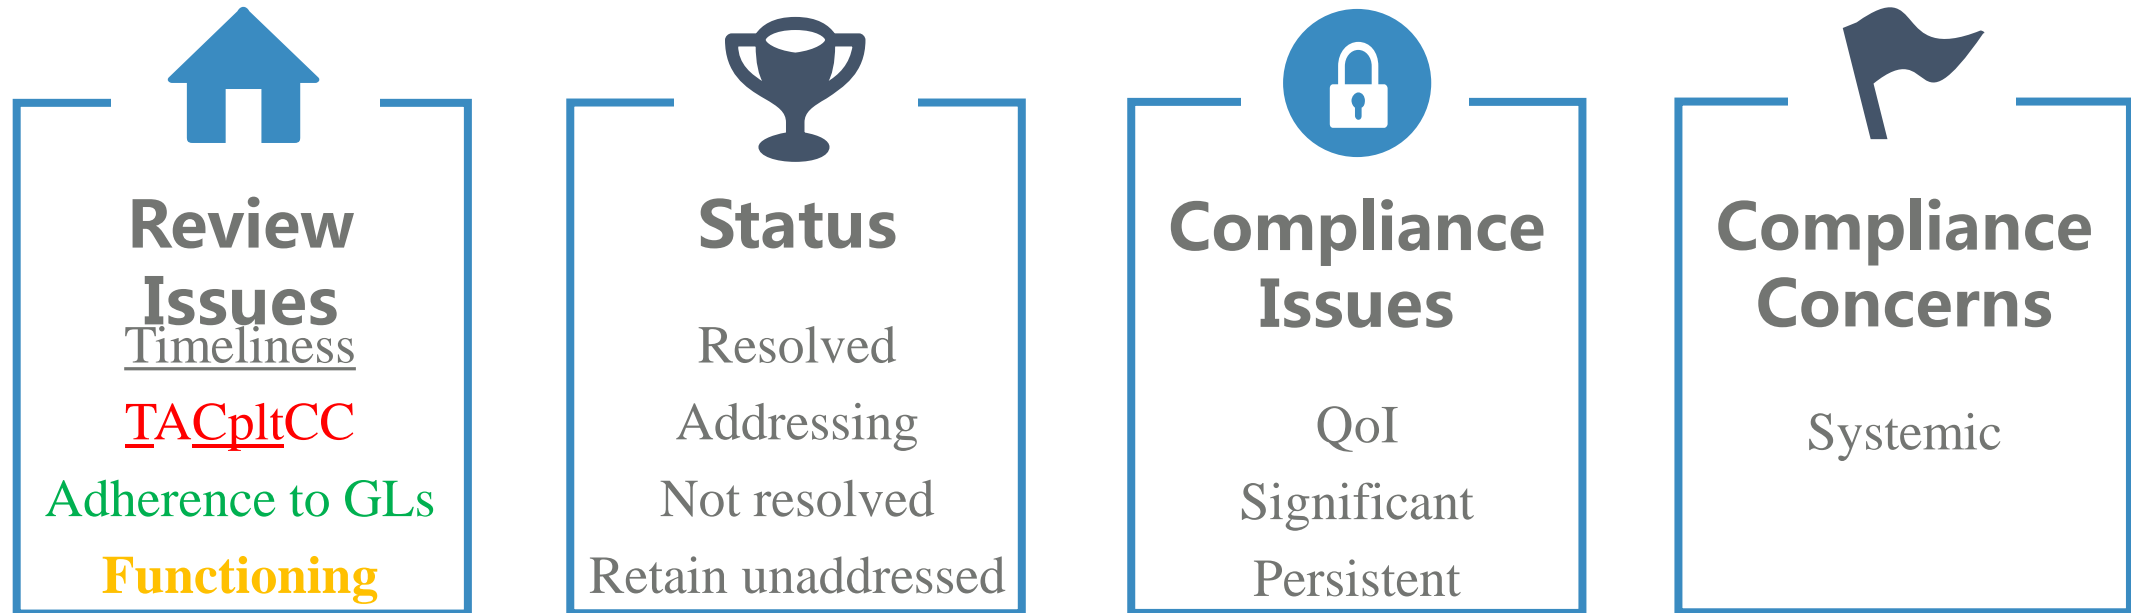 Review
Issues
Timeliness
TACpltCC
Adherence to GLs
Functioning
Status
Resolved
Addressing
Not resolved
Retain unaddressed
Compliance
Issues
QoI
Significant
Persistent
Compliance
Concerns
Systemic